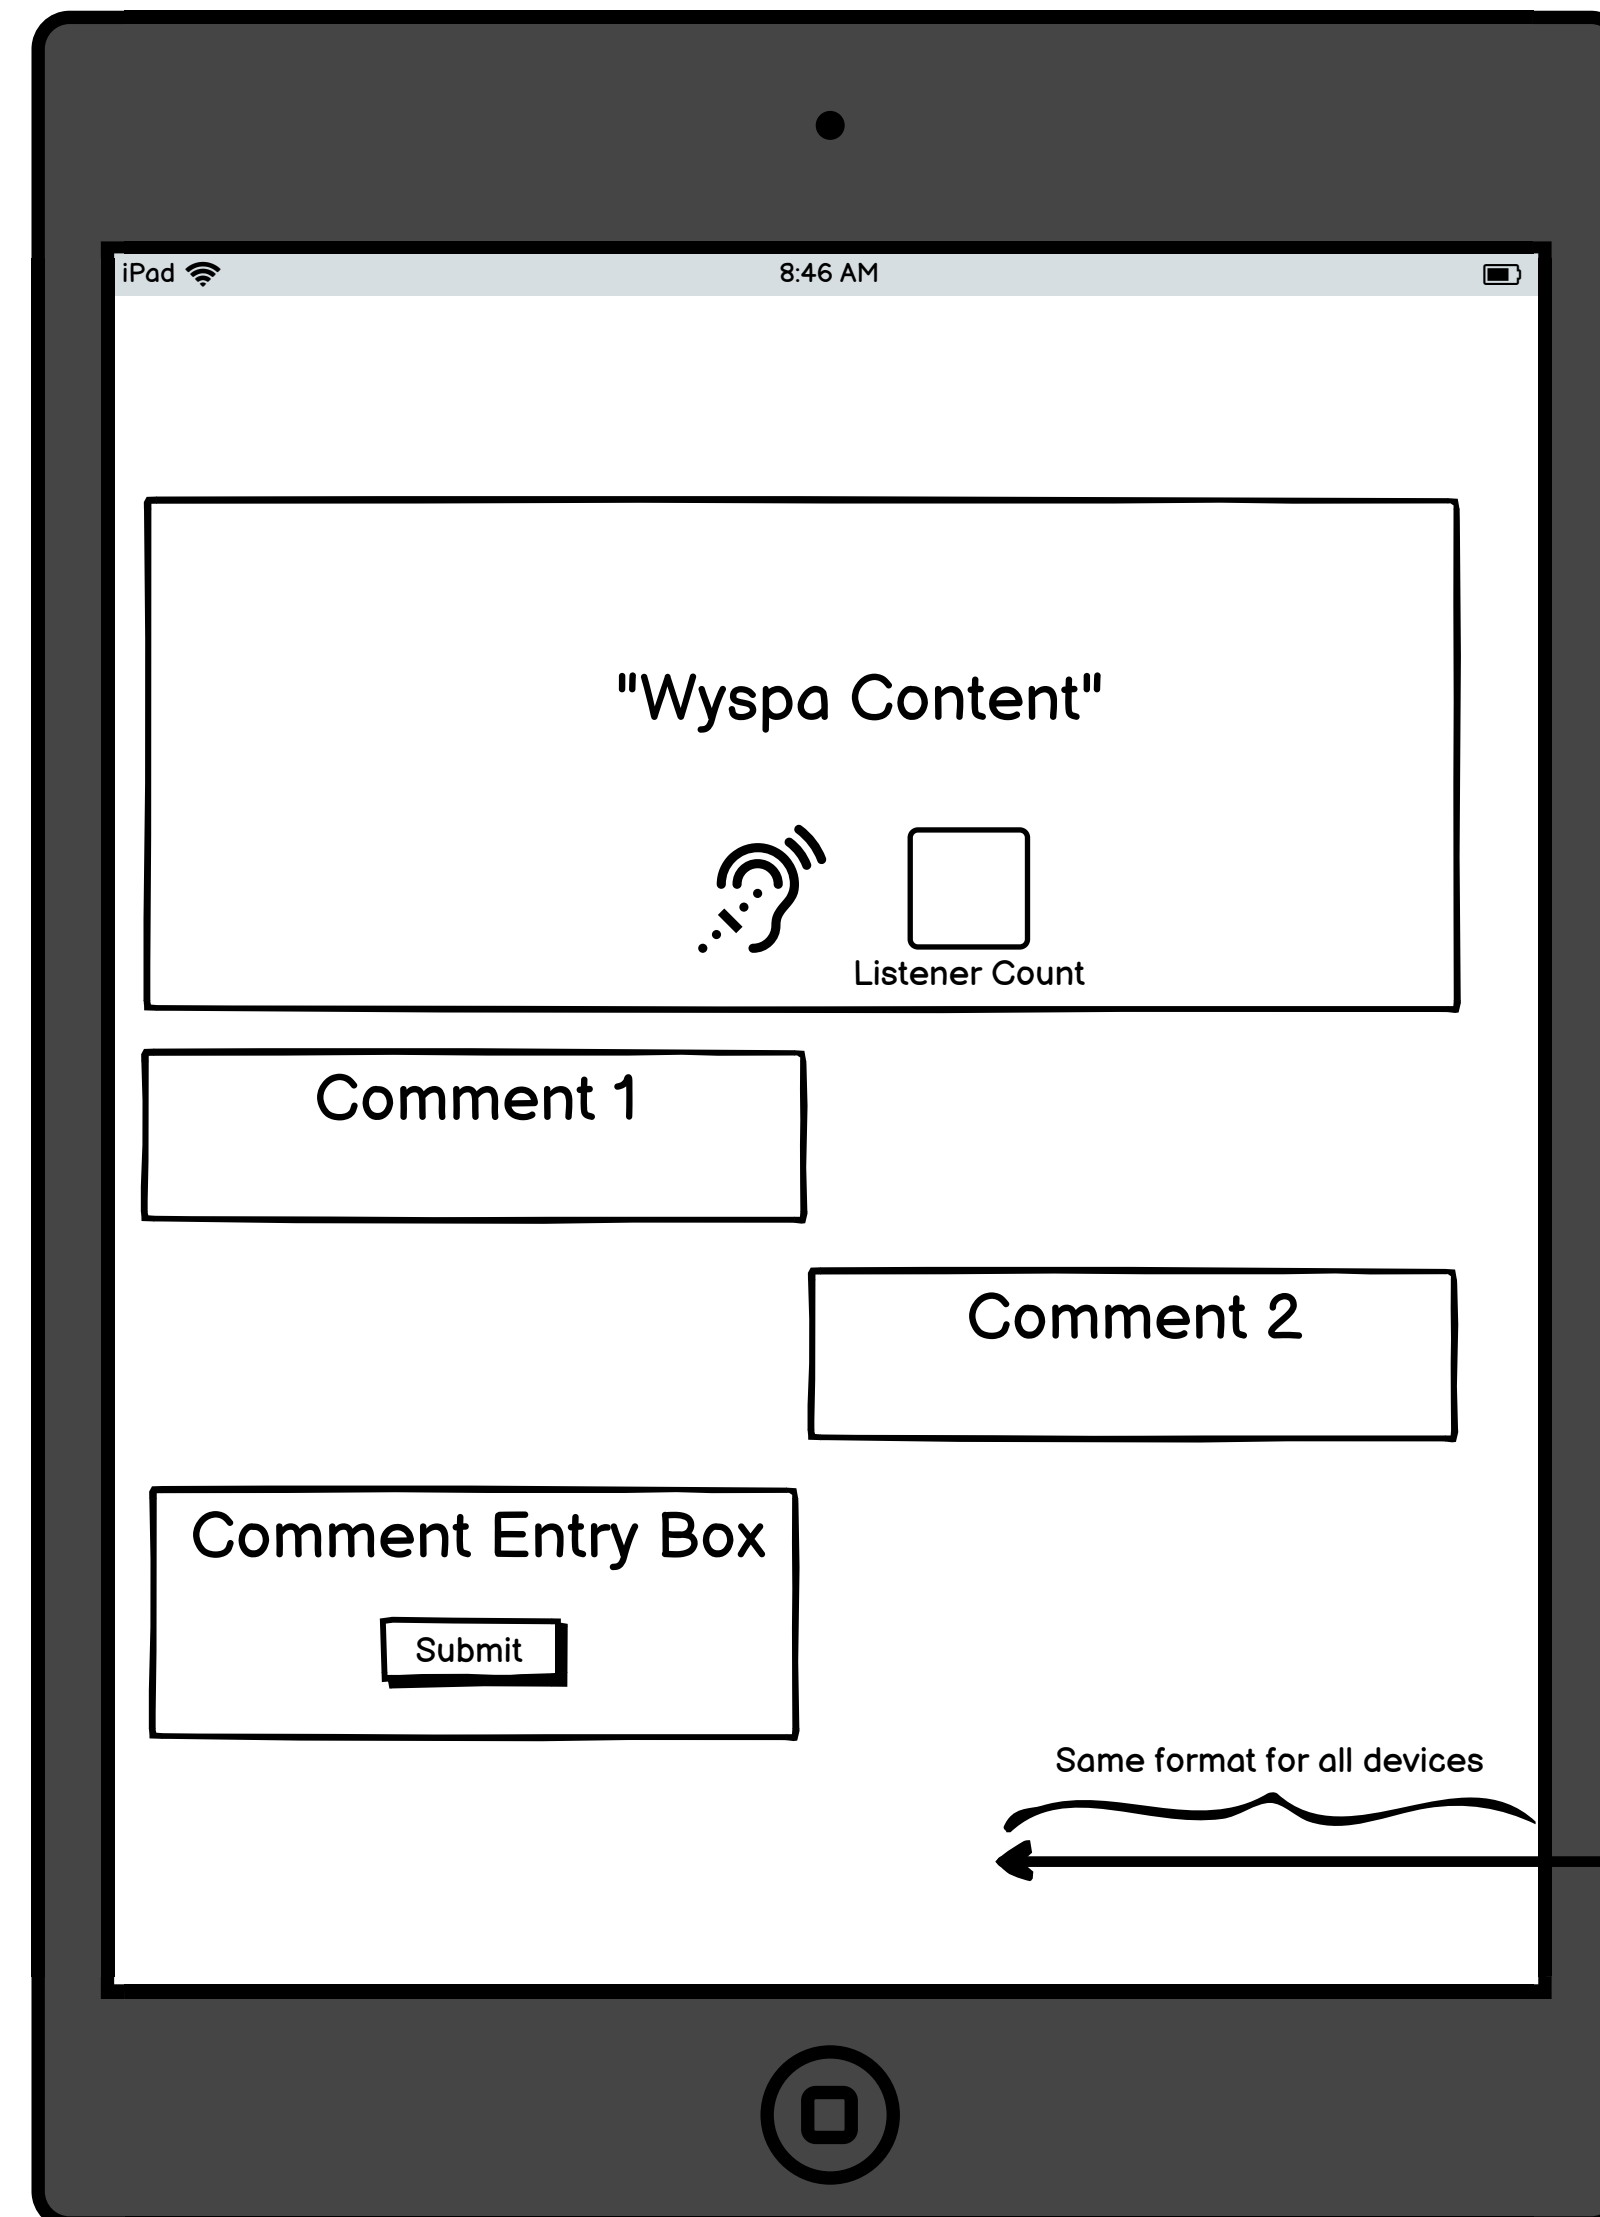 iPad 8:46 AM
"Wyspa Content"
Listener Count
Comment 1
Comment 2
Comment Entry Box
Submit
Same format for all devices